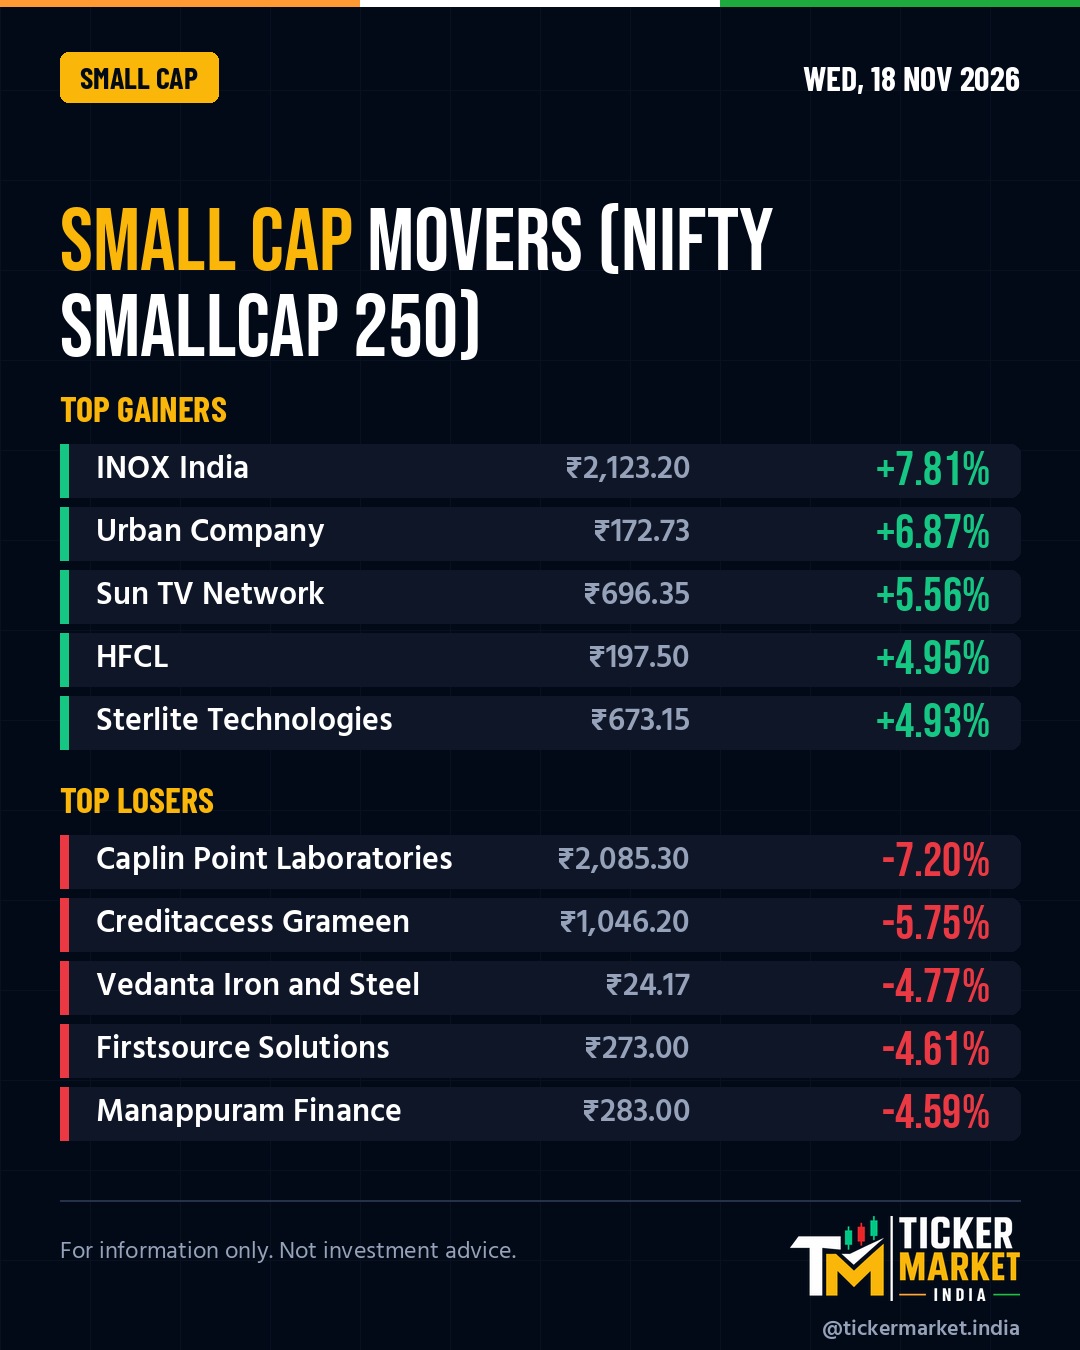 SMALL CAP
WED, 18 NOV 2026
SMALL CAP MOVERS (NIFTY
SMALLCAP 250)
TOP GAINERS
INOX India ₹2,123.20 +7.81%
Urban Company ₹172.73 +6.87%
Sun TV Network ₹696.35 +5.56%
HFCL ₹197.50 +4.95%
Sterlite Technologies ₹673.15 +4.93%
TOP LOSERS
Caplin Point Laboratories ₹2,085.30 -7.20%
Creditaccess Grameen ₹1,046.20 -5.75%
Vedanta Iron and Steel ₹24.17 -4.77%
Firstsource Solutions ₹273.00 -4.61%
Manappuram Finance ₹283.00 -4.59%
For information only. Not investment advice.
TM
TICKER
MARKET
INDIA
@tickermarket.india